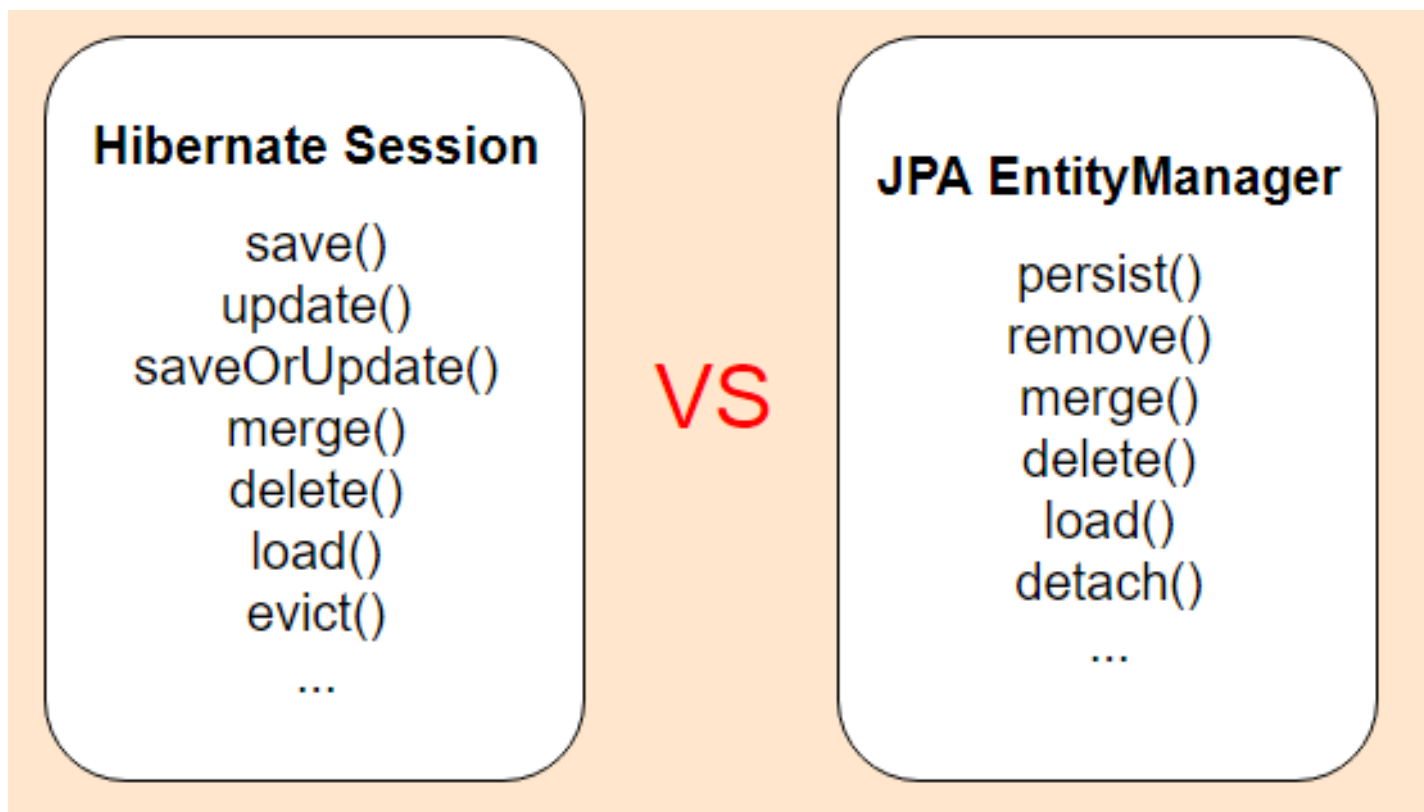 Hibernate Session
save()
update()
saveOrUpdate()
merge()
delete()
load()
evict()
...
VS
JPA EntityManager
persist()
remove()
merge()
delete()
load()
detach()
...